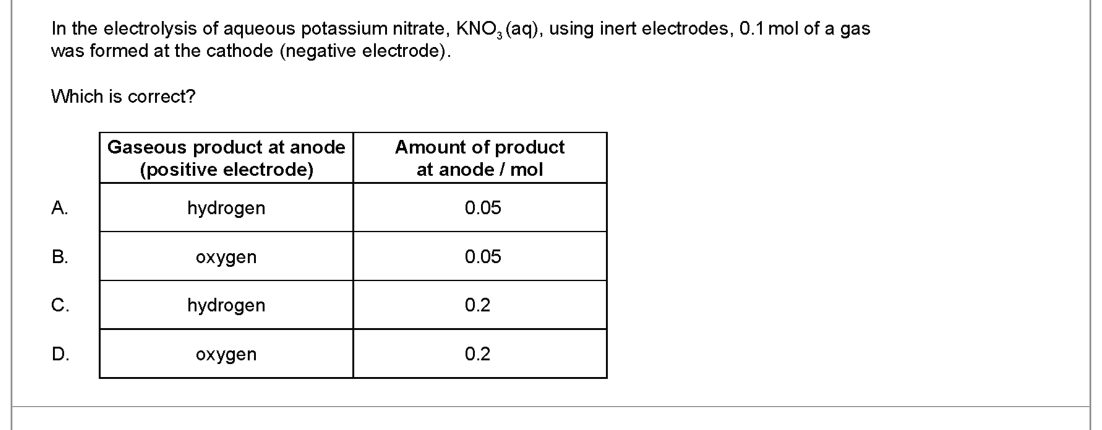 In the electrolysis of aqueous potassium nitrate, KNO₃ (aq), using inert electrodes, 0.1 mol of a gas
was formed at the cathode (negative electrode).
Which is correct?
Gaseous product at anode (positive electrode) Amount of product at anode / mol
A. hydrogen 0.05
B. oxygen 0.05
C. hydrogen 0.2
D. oxygen 0.2